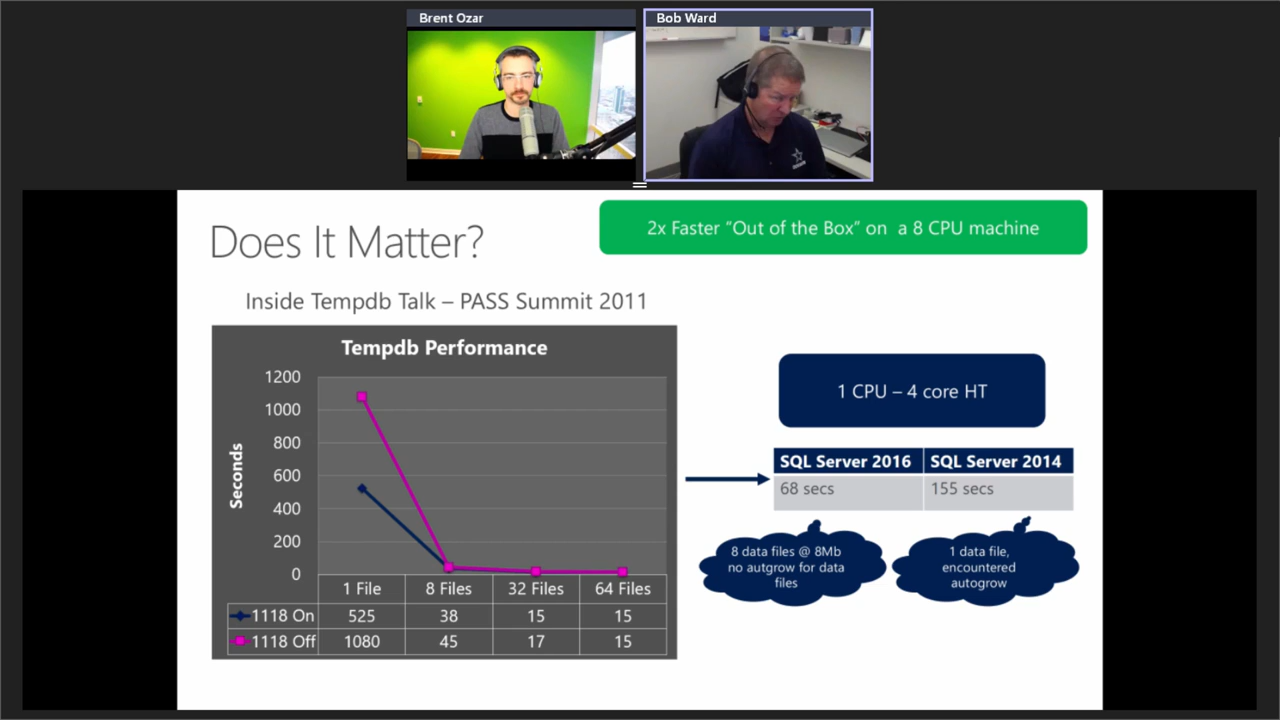 Brent Ozar
Bob Ward
Does It Matter?
2x Faster “Out of the Box” on a 8 CPU machine
Inside Tempdb Talk – PASS Summit 2011
Tempdb Performance
Seconds
1200
1000
800
600
400
200
0
1 File 8 Files 32 Files 64 Files
1118 On 525 38 15 15
1118 Off 1080 45 17 15
1 CPU – 4 core HT
SQL Server 2016 SQL Server 2014
68 secs 155 secs
8 data files @ 8Mb
no autgrow for data
files
1 data file,
encountered
autogrow